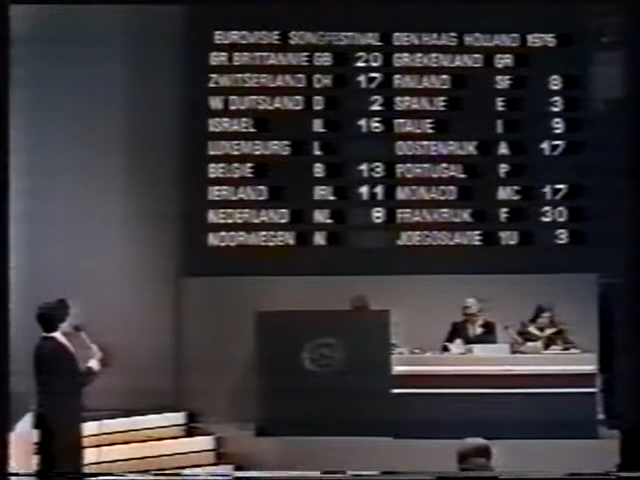 EUROVISIE SONGFESTIVAL DEN HAAG HOLLAND 1976
GR BRITTANNIE GB 20 GRIEKENLAND GR
ZWITSERLAND CH 17 FINLAND SF 8
W DUITSLAND D 2 SPANJE E 3
ISRAEL IL 16 ITALIE I 9
LUXEMBURG L OOSTENRIJK A 17
BELGIE B 13 PORTUGAL P
IERLAND IRL 11 MONACO MC 17
NEDERLAND NL 8 FRANKRIJK F 30
NOORWEGEN N JOEGOSLAVIE YU 3